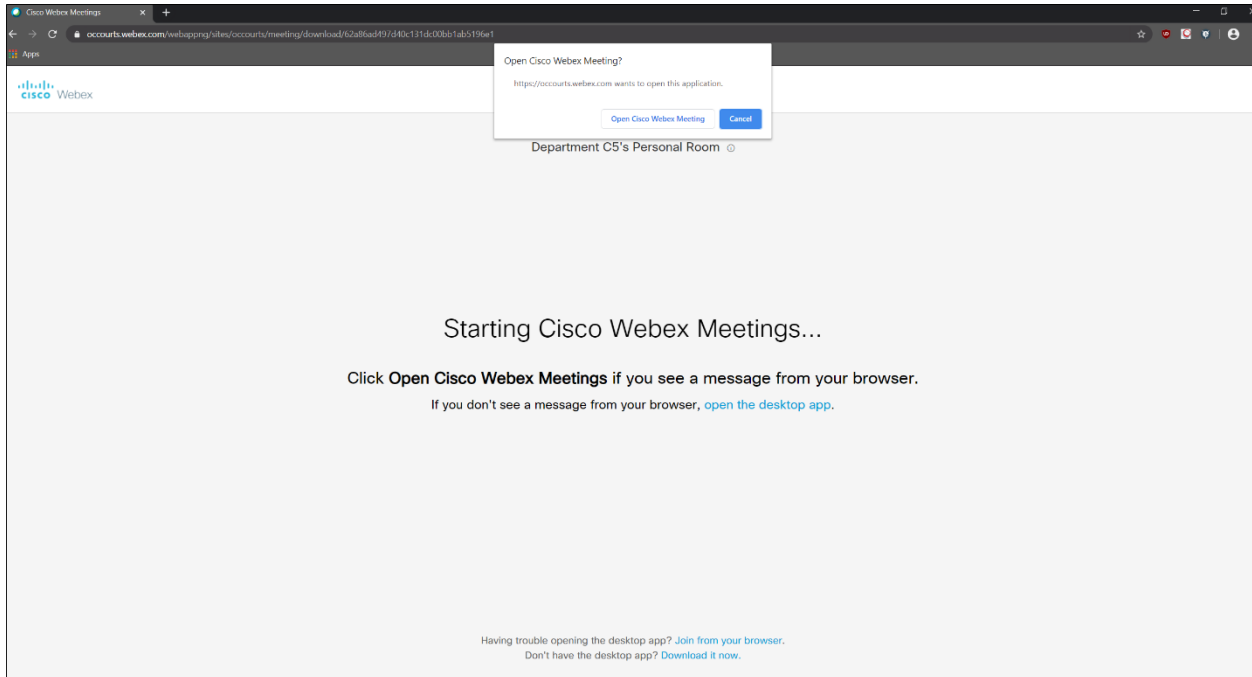 Cisco Webex Meetings
occourts.webex.com/webappng/sites/occourts/meeting/download/62a86ad497d40c131dc00bb1ab5196e1
Apps
Open Cisco Webex Meeting?
https://occourts.webex.com wants to open this application.
Open Cisco Webex Meeting Cancel
CISCO Webex
Department C5's Personal Room
Starting Cisco Webex Meetings...
Click Open Cisco Webex Meetings if you see a message from your browser.
If you don't see a message from your browser, open the desktop app.
Having trouble opening the desktop app? Join from your browser.
Don't have the desktop app? Download it now.